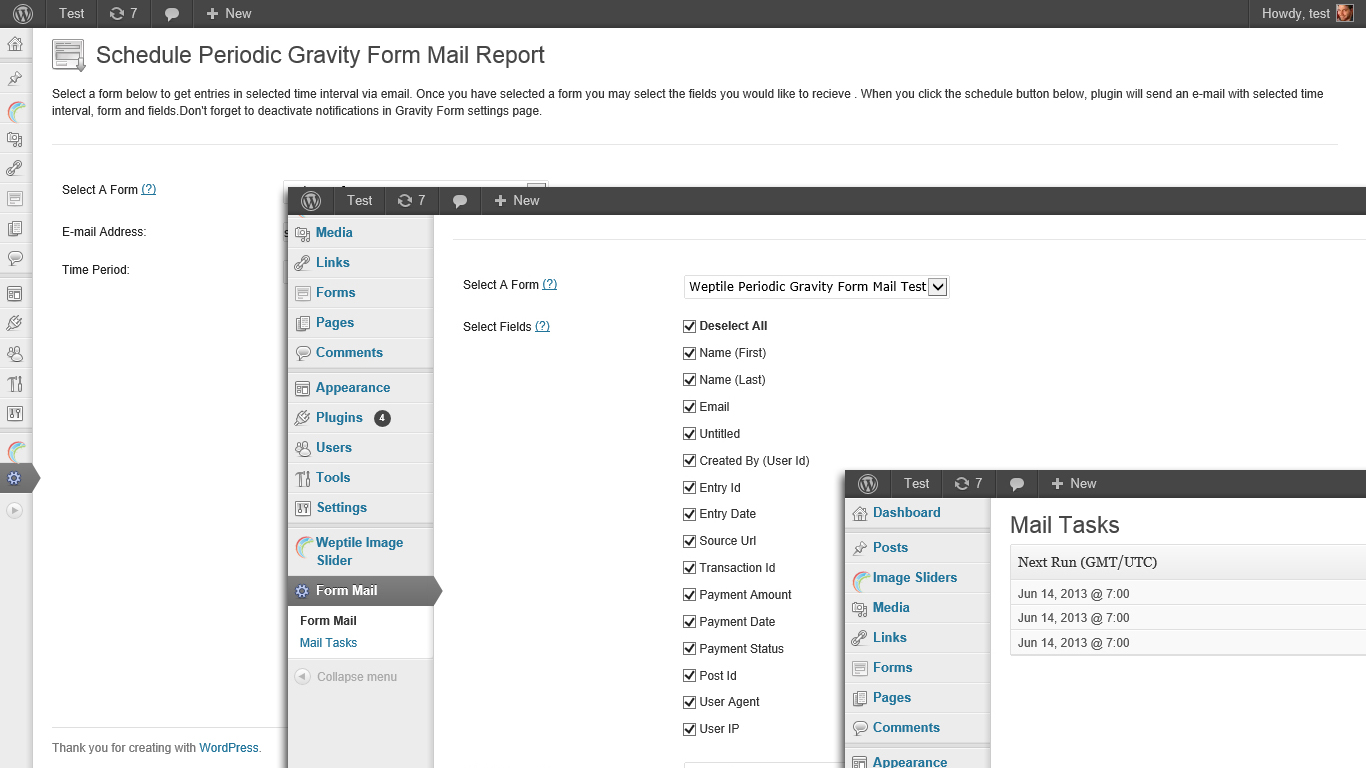 Test 7 New Howdy, test
Schedule Periodic Gravity Form Mail Report
Select a form below to get entries in selected time interval via email. Once you have selected a form you may select the fields you would like to recieve . When you click the schedule button below, plugin will send an e-mail with selected time
interval, form and fields.Don't forget to deactivate notifications in Gravity Form settings page.
Select A Form (?)
E-mail Address:
Time Period:
Thank you for creating with WordPress.
Test 7 New
Media
Links
Forms
Pages
Comments
Appearance
Plugins 4
Users
Tools
Settings
Weptile Image
Slider
Form Mail
Form Mail
Mail Tasks
Collapse menu
Select A Form (?) Weptile Periodic Gravity Form Mail Test
Select Fields (?) Deselect All
Name (First)
Name (Last)
Email
Untitled
Created By (User Id)
Entry Id
Entry Date
Source Url
Transaction Id
Payment Amount
Payment Date
Payment Status
Post Id
User Agent
User IP
Test 7 New
Dashboard
Posts
Image Sliders
Media
Links
Forms
Pages
Comments
Appearance
Mail Tasks
Next Run (GMT/UTC)
Jun 14, 2013 @ 7:00
Jun 14, 2013 @ 7:00
Jun 14, 2013 @ 7:00